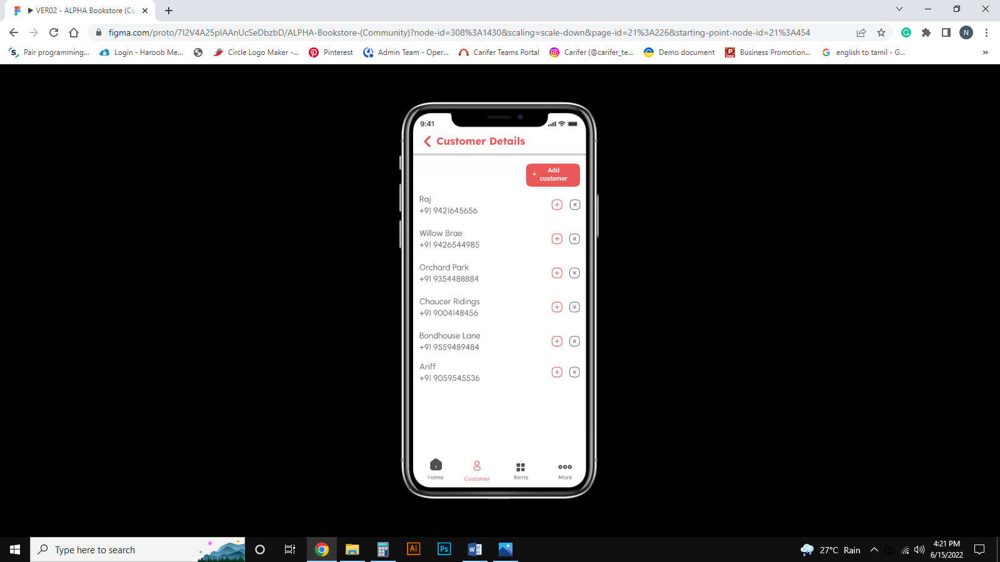 VER02 - ALPHA Bookstore (Co
figma.com/proto/7I2V4A25pIAAnUcSeDbzbD/ALPHA-Bookstore-(Community)?node-id=308%3A1430&scaling=scale-down&page-id=21%3A226&starting-point-node-id=21%3A454
N
Pair programming...
Login - Haroob Me...
Circle Logo Maker -...
Pinterest
Admin Team - Oper...
Carifer Teams Portal
Carifer (@carifer_te...
Demo document
Business Promotion...
english to tamil - G...
9:41
Customer Details
+ Add
customer
Raj
+91 9421645656
Willow Brae
+91 9426544985
Orchard Park
+91 9354488884
Chaucer Ridings
+91 9004148456
Bondhouse Lane
+91 9559489484
Ariff
+91 9059545536
Home
Customer
Items
More
Type here to search
Ai
Ps
W
27°C Rain
4:21 PM
6/15/2022